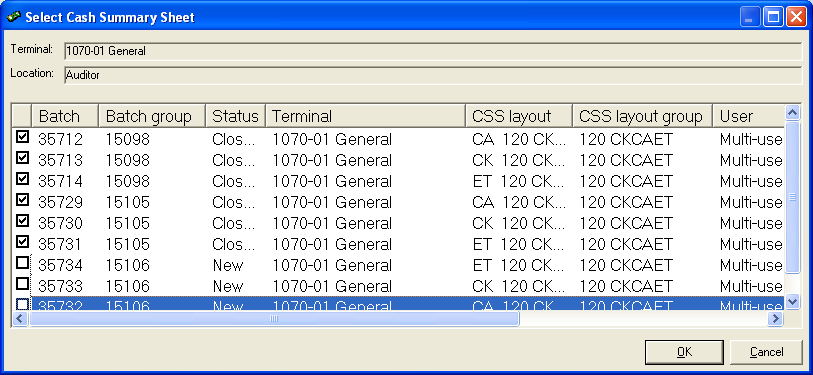 Select Cash Summary Sheet
Terminal: 1070-01 General
Location: Auditor
Batch Batch group Status Terminal CSS layout CSS layout group User
35712 15098 Clos... 1070-01 General CA 120 CK... 120 CKCAET Multi-use
35713 15098 Clos... 1070-01 General CK 120 CK... 120 CKCAET Multi-use
35714 15098 Clos... 1070-01 General ET 120 CK... 120 CKCAET Multi-use
35729 15105 Clos... 1070-01 General CA 120 CK... 120 CKCAET Multi-use
35730 15105 Clos... 1070-01 General CK 120 CK... 120 CKCAET Multi-use
35731 15105 Clos... 1070-01 General ET 120 CK... 120 CKCAET Multi-use
35734 15106 New 1070-01 General ET 120 CK... 120 CKCAET Multi-use
35733 15106 New 1070-01 General CK 120 CK... 120 CKCAET Multi-use
35732 15106 New 1070-01 General CA 120 CK... 120 CKCAET Multi-use
OK Cancel